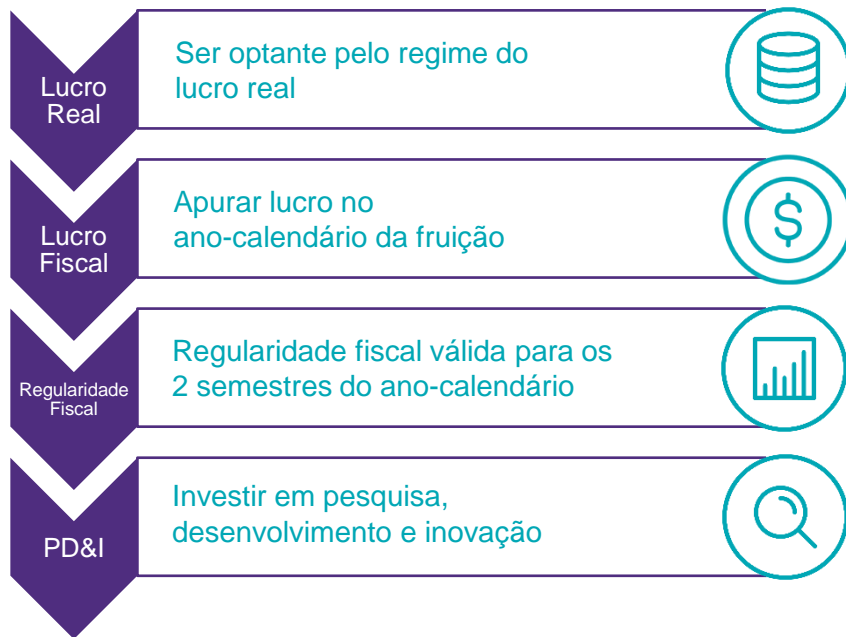 Lucro
Real
Ser optante pelo regime do
lucro real
Lucro
Fiscal
Apurar lucro no
ano-calendário da fruição
$
Regularidade
Fiscal
Regularidade fiscal válida para os
2 semestres do ano-calendário
PD&I
Investir em pesquisa,
desenvolvimento e inovação